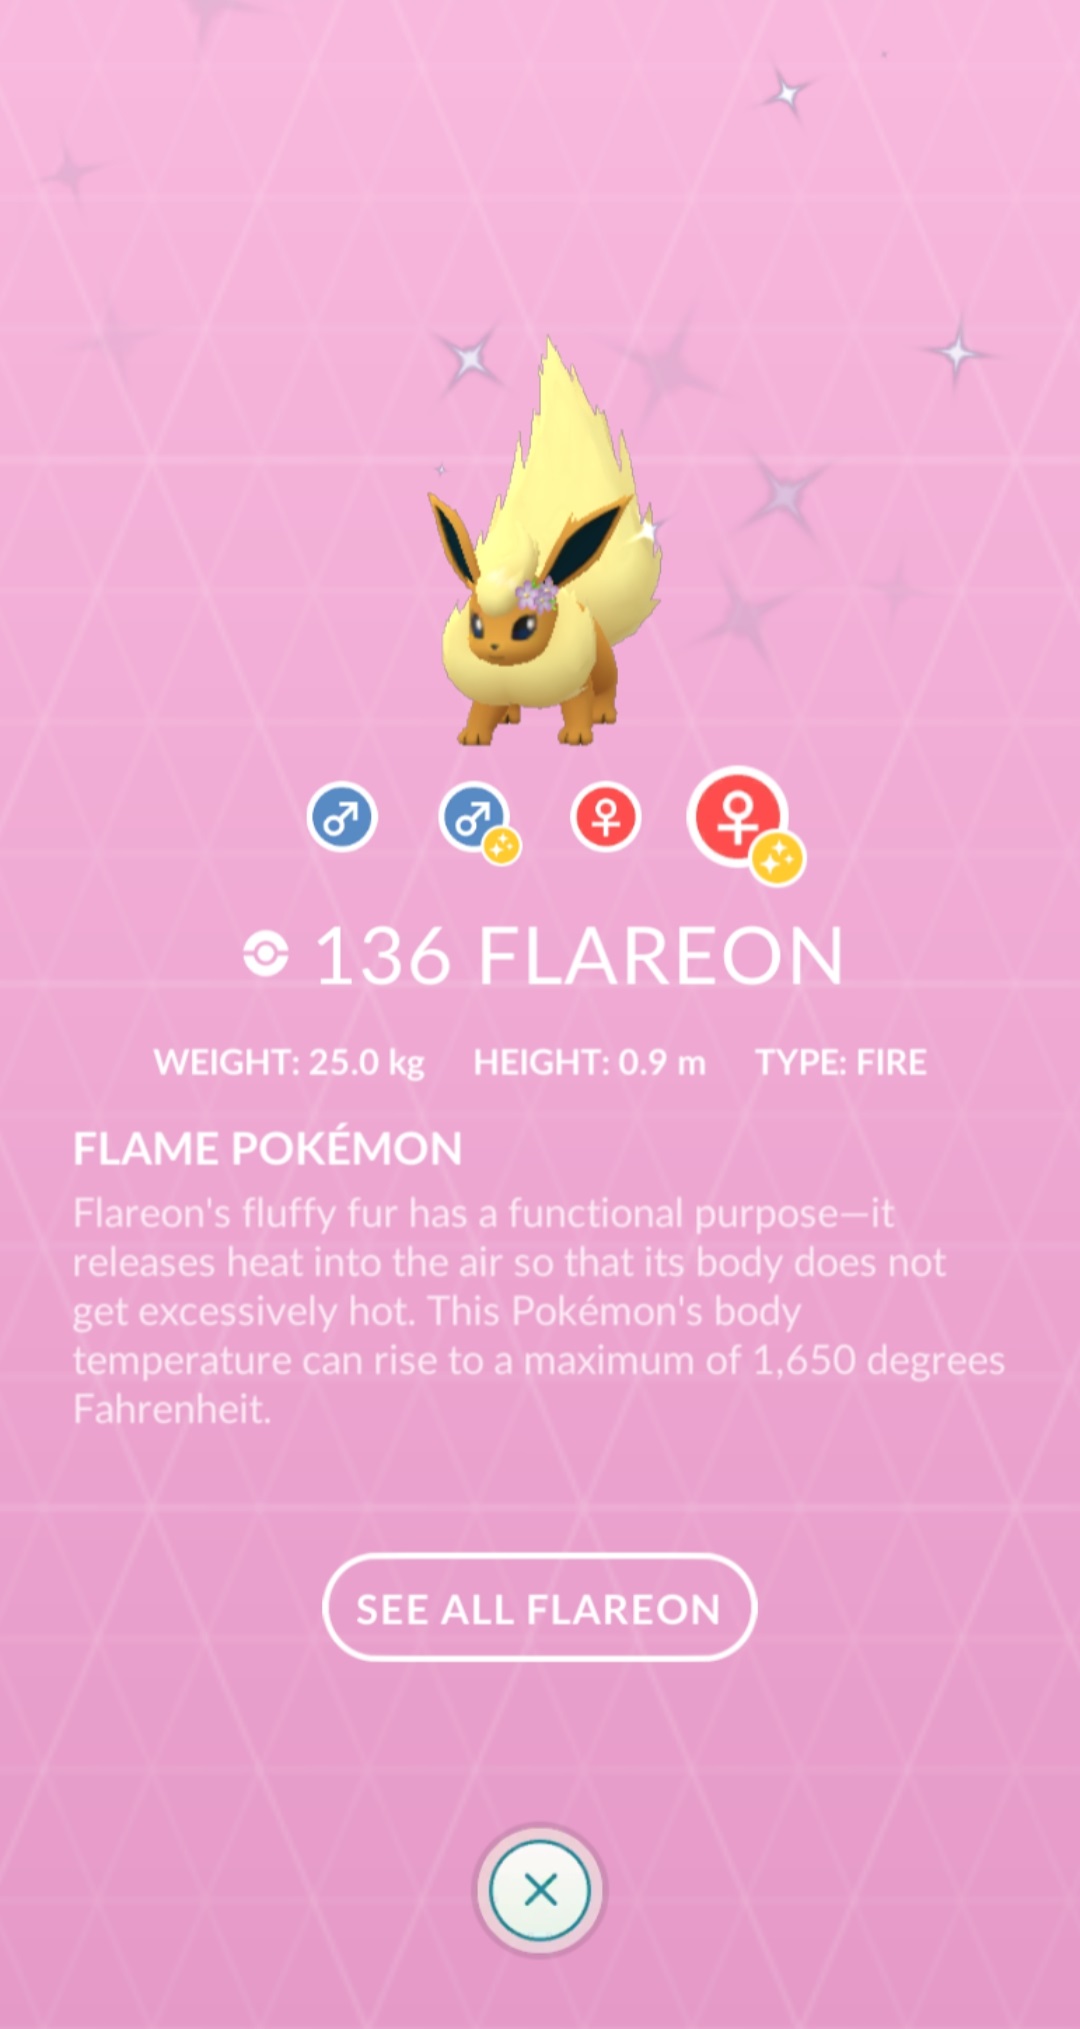 136 FLAREON
WEIGHT: 25.0 kg HEIGHT: 0.9 m TYPE: FIRE
FLAME POKÉMON
Flareon's fluffy fur has a functional purpose—it
releases heat into the air so that its body does not
get excessively hot. This Pokémon's body
temperature can rise to a maximum of 1,650 degrees
Fahrenheit.
SEE ALL FLAREON